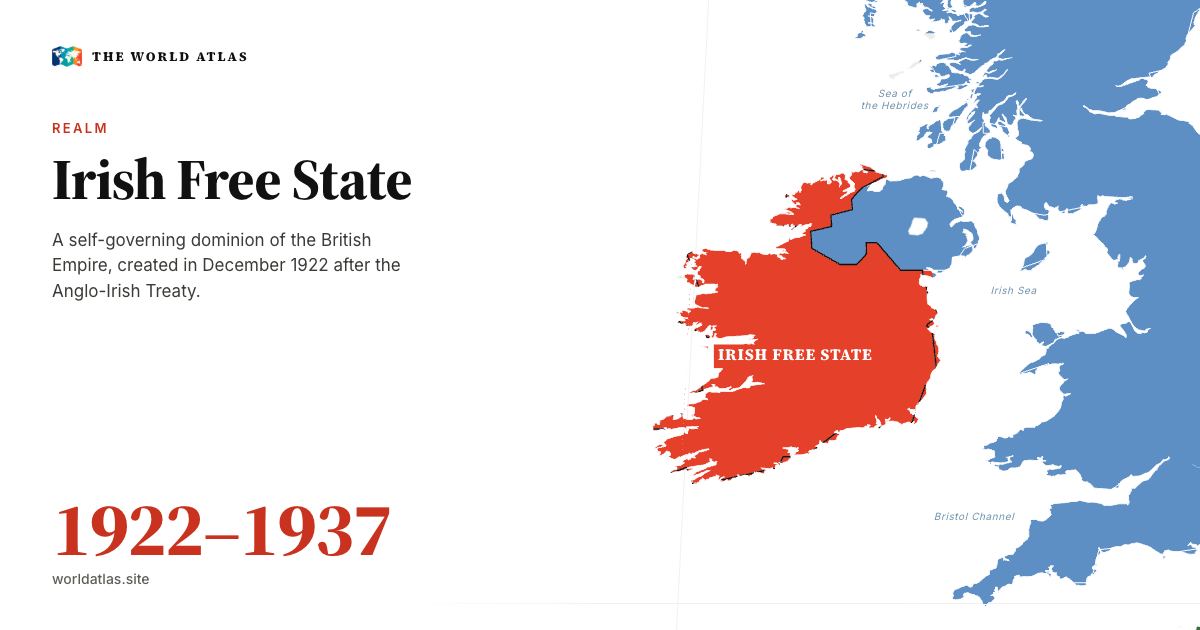 THE WORLD ATLAS
REALM
Irish Free State
A self-governing dominion of the British
Empire, created in December 1922 after the
Anglo-Irish Treaty.
1922–1937
worldatlas.site
Sea of
the Hebrides
Irish Sea
IRISH FREE STATE
Bristol Channel